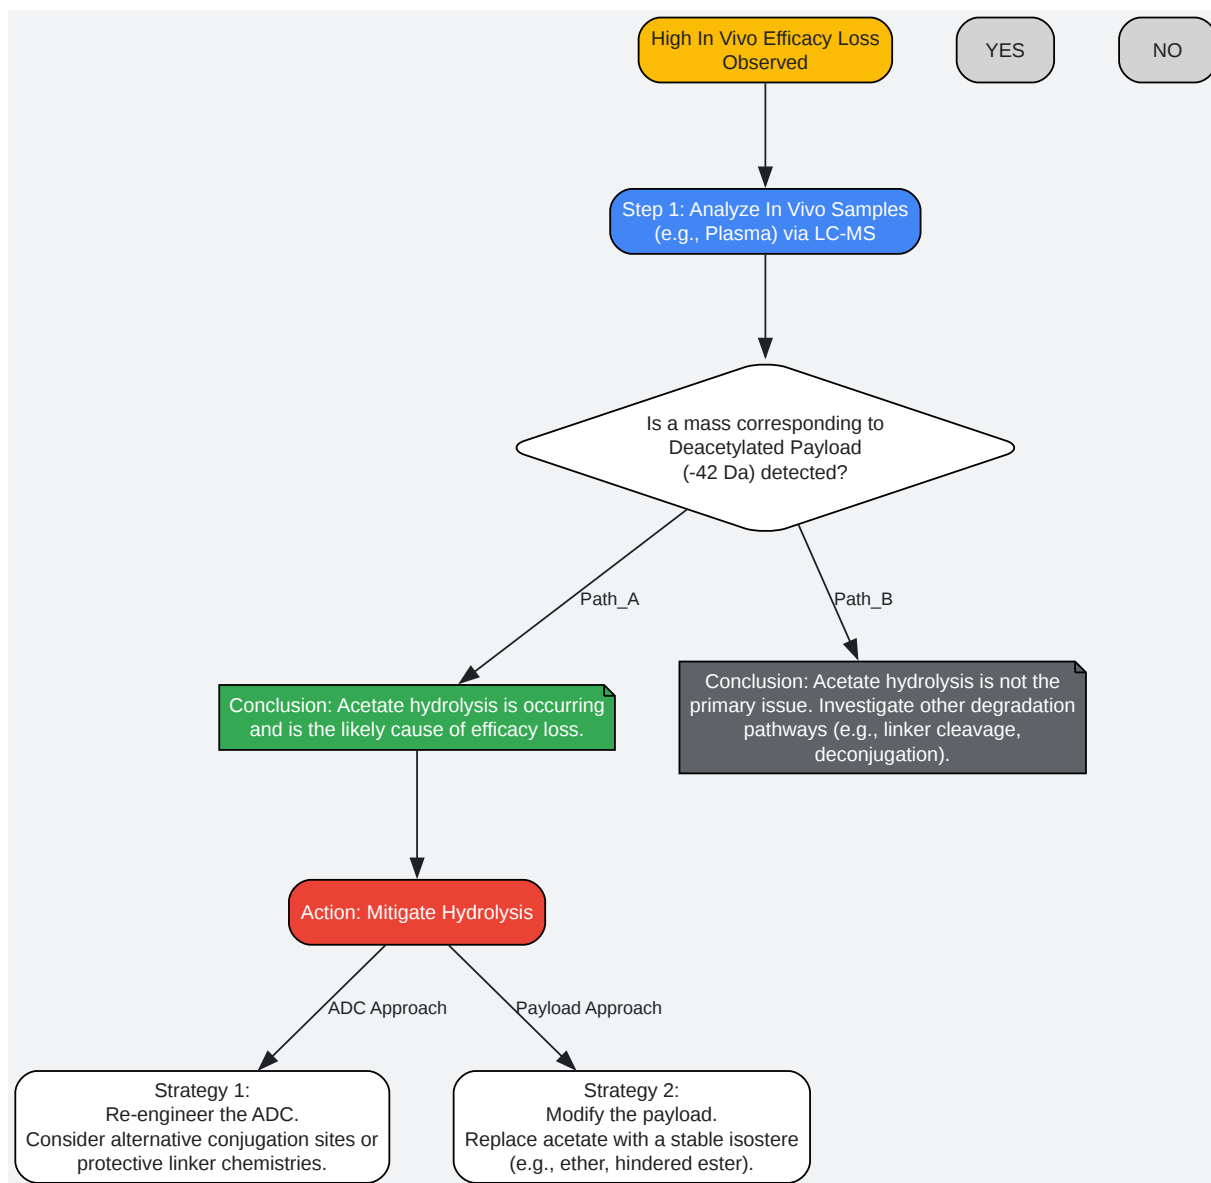 High In Vivo Efficacy Loss
Observed
YES
NO
Step 1: Analyze In Vivo Samples
(e.g., Plasma) via LC-MS
Is a mass corresponding to
Deacetylated Payload
(-42 Da) detected?
Path_A
Path_B
Conclusion: Acetate hydrolysis is occurring
and is the likely cause of efficacy loss.
Conclusion: Acetate hydrolysis is not the
primary issue. Investigate other degradation
pathways (e.g., linker cleavage,
deconjugation).
Action: Mitigate Hydrolysis
ADC Approach
Payload Approach
Strategy 1:
Re-engineer the ADC.
Consider alternative conjugation sites or
protective linker chemistries.
Strategy 2:
Modify the payload.
Replace acetate with a stable isostere
(e.g., ether, hindered ester).